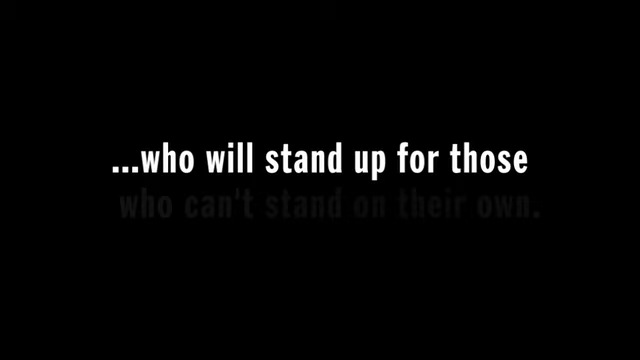 ...who will stand up for those
who can't stand on their own.